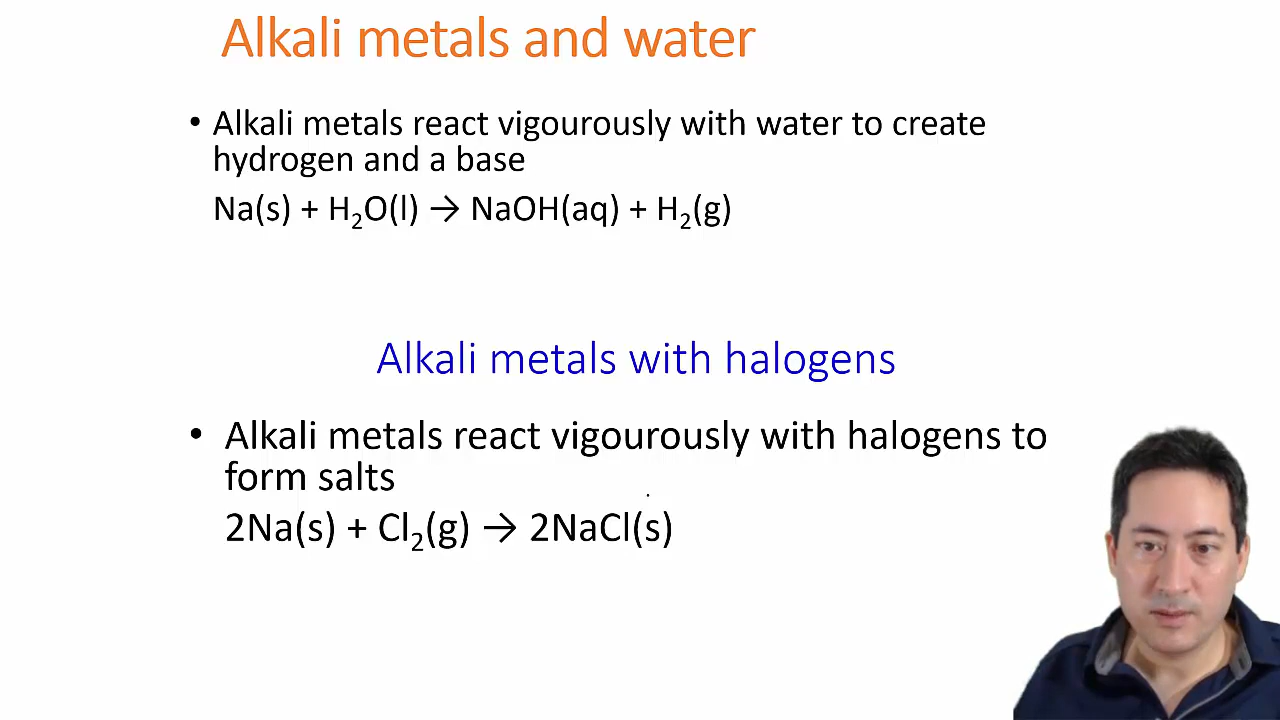 Alkali metals and water
• Alkali metals react vigourously with water to create
hydrogen and a base
Na(s) + H₂O(l) → NaOH(aq) + H₂(g)
Alkali metals with halogens
• Alkali metals react vigourously with halogens to
form salts
2Na(s) + Cl₂(g) → 2NaCl(s)